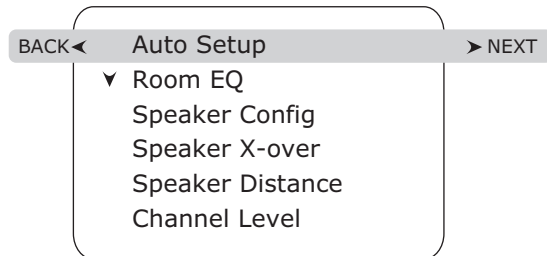 BACK Auto Setup NEXT
Room EQ
Speaker Config
Speaker X-over
Speaker Distance
Channel Level